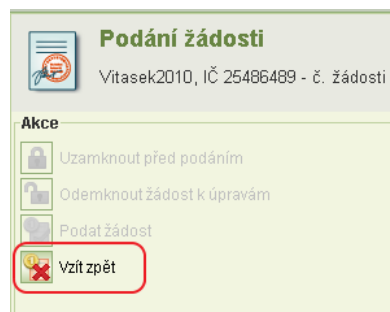 Podání žádosti
Vitasek2010, IČ 25486489 - č. žádosti
Akce
Uzamknout před podáním
Odemknout žádost k úpravám
Podat žádost
Vzít zpět